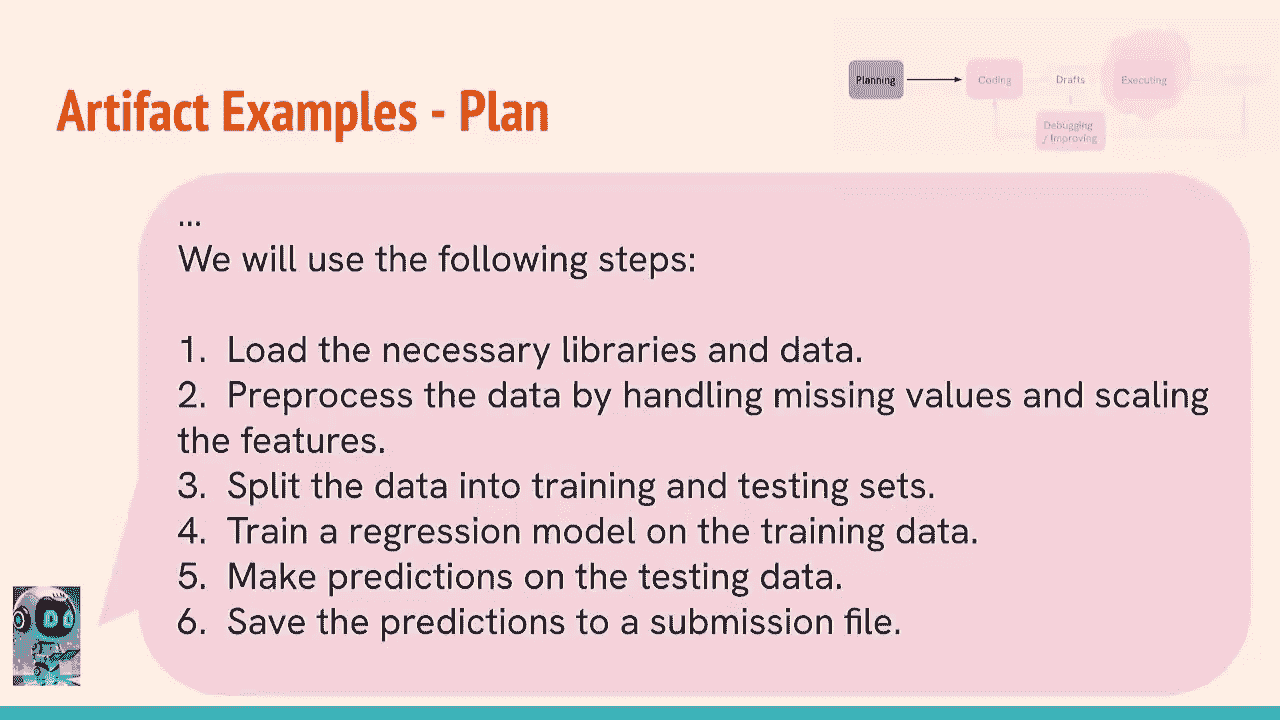 Planning
Coding
Drafts
Executing
Debugging
/ Improving
Artifact Examples - Plan
...
We will use the following steps:
1. Load the necessary libraries and data.
2. Preprocess the data by handling missing values and scaling
the features.
3. Split the data into training and testing sets.
4. Train a regression model on the training data.
5. Make predictions on the testing data.
6. Save the predictions to a submission file.